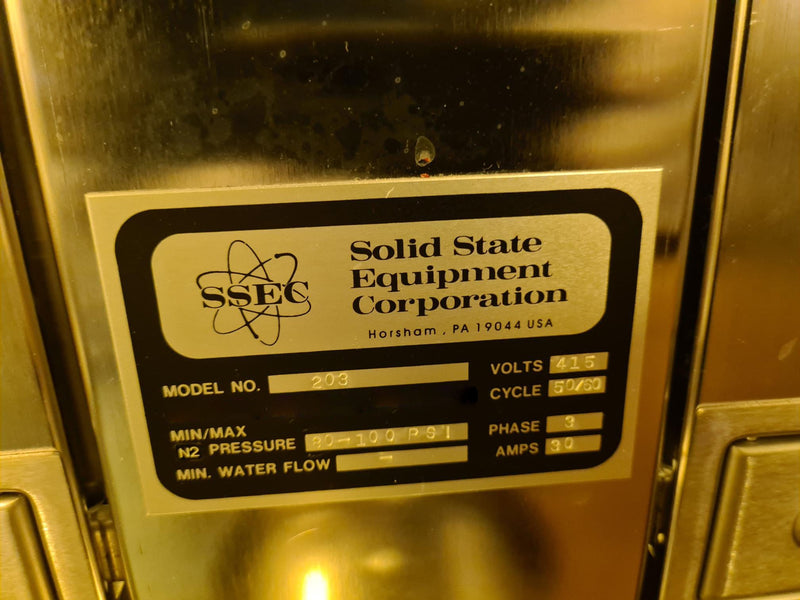 SSEC
Solid State
Equipment
Corporation
Horsham, PA 19044 USA
MODEL NO. 203
VOLTS 415
CYCLE 50/60
MIN/MAX
N2 PRESSURE 80-100 PSI
MIN. WATER FLOW -
PHASE 3
AMPS 30